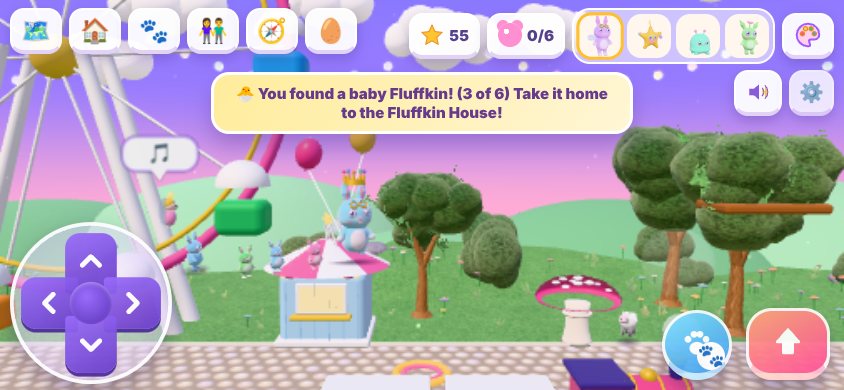 55
0/6
🐣 You found a baby Fluffkin! (3 of 6) Take it home
to the Fluffkin House!